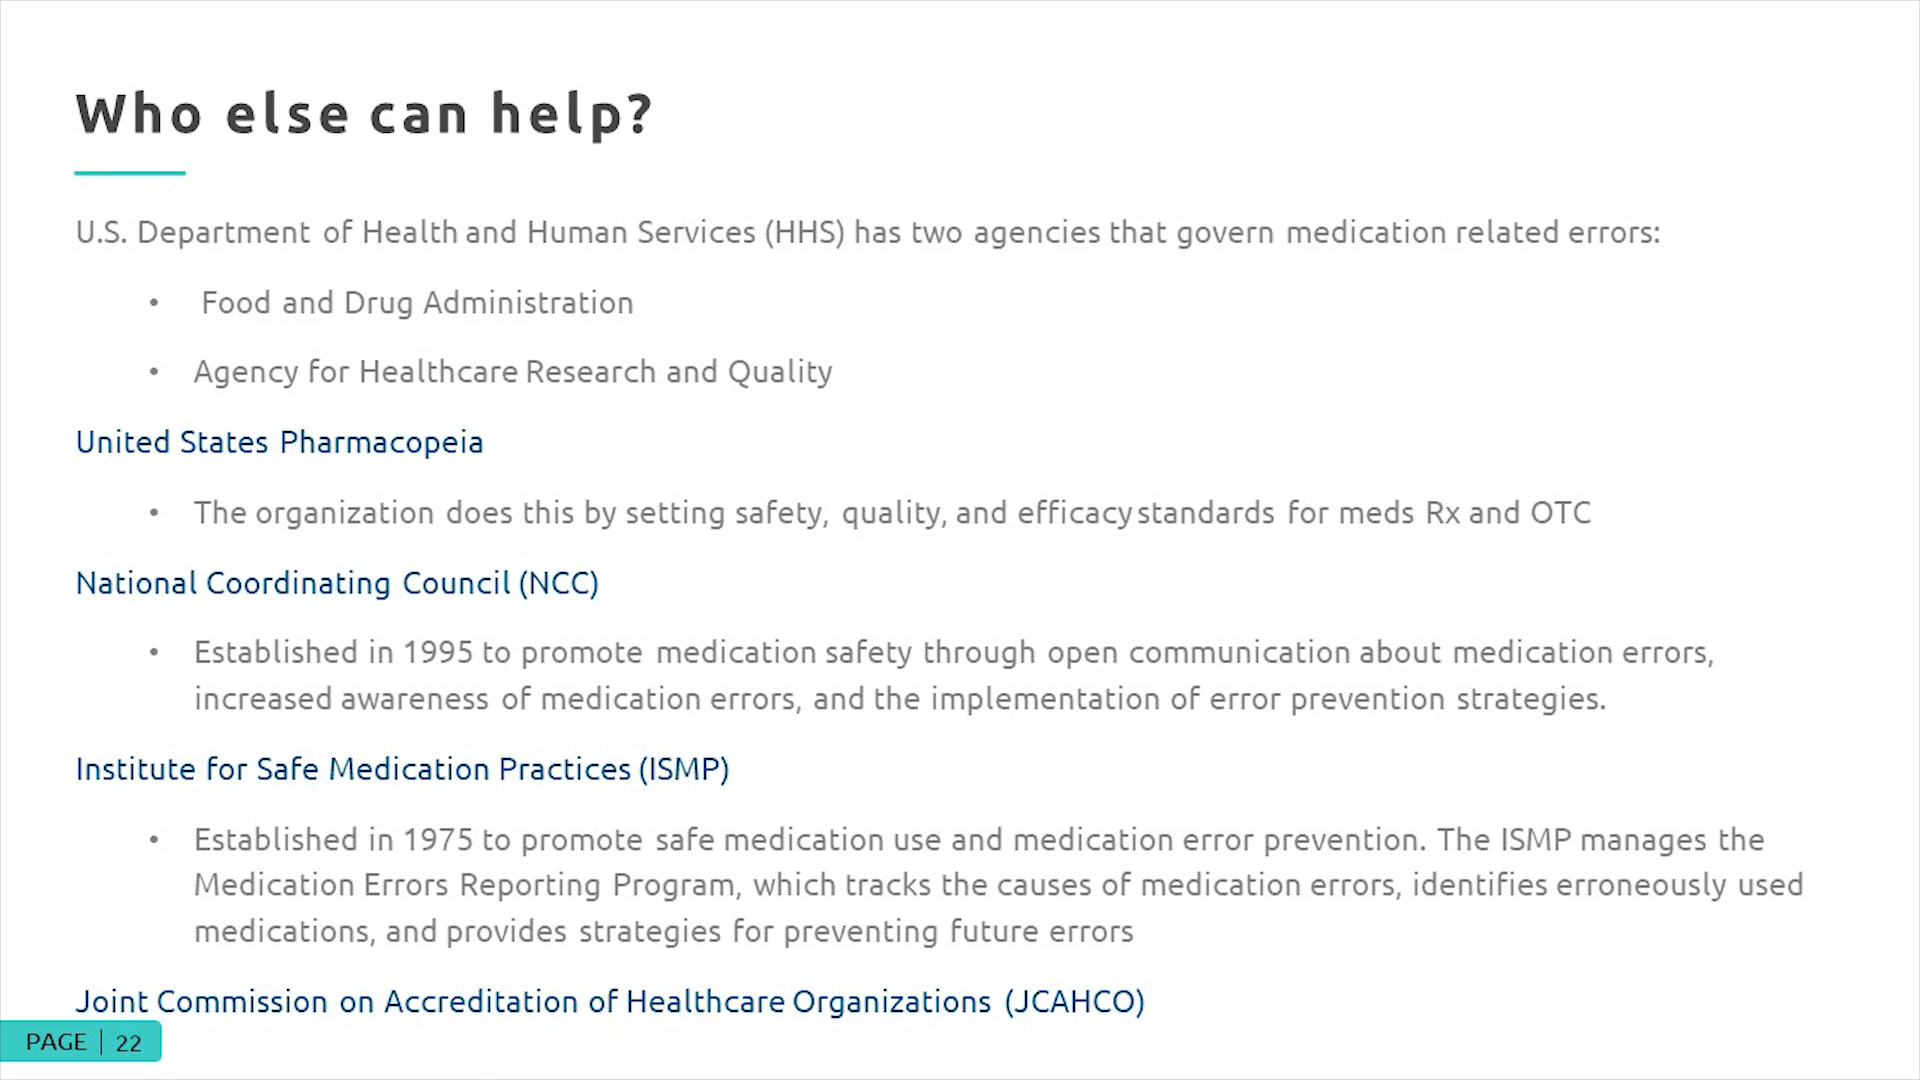 Who else can help?
U.S. Department of Health and Human Services (HHS) has two agencies that govern medication related errors:
• Food and Drug Administration
• Agency for Healthcare Research and Quality
United States Pharmacopeia
• The organization does this by setting safety, quality, and efficacy standards for meds Rx and OTC
National Coordinating Council (NCC)
• Established in 1995 to promote medication safety through open communication about medication errors,
increased awareness of medication errors, and the implementation of error prevention strategies.
Institute for Safe Medication Practices (ISMP)
• Established in 1975 to promote safe medication use and medication error prevention. The ISMP manages the
Medication Errors Reporting Program, which tracks the causes of medication errors, identifies erroneously used
medications, and provides strategies for preventing future errors
Joint Commission on Accreditation of Healthcare Organizations (JCAHCO)
PAGE | 22